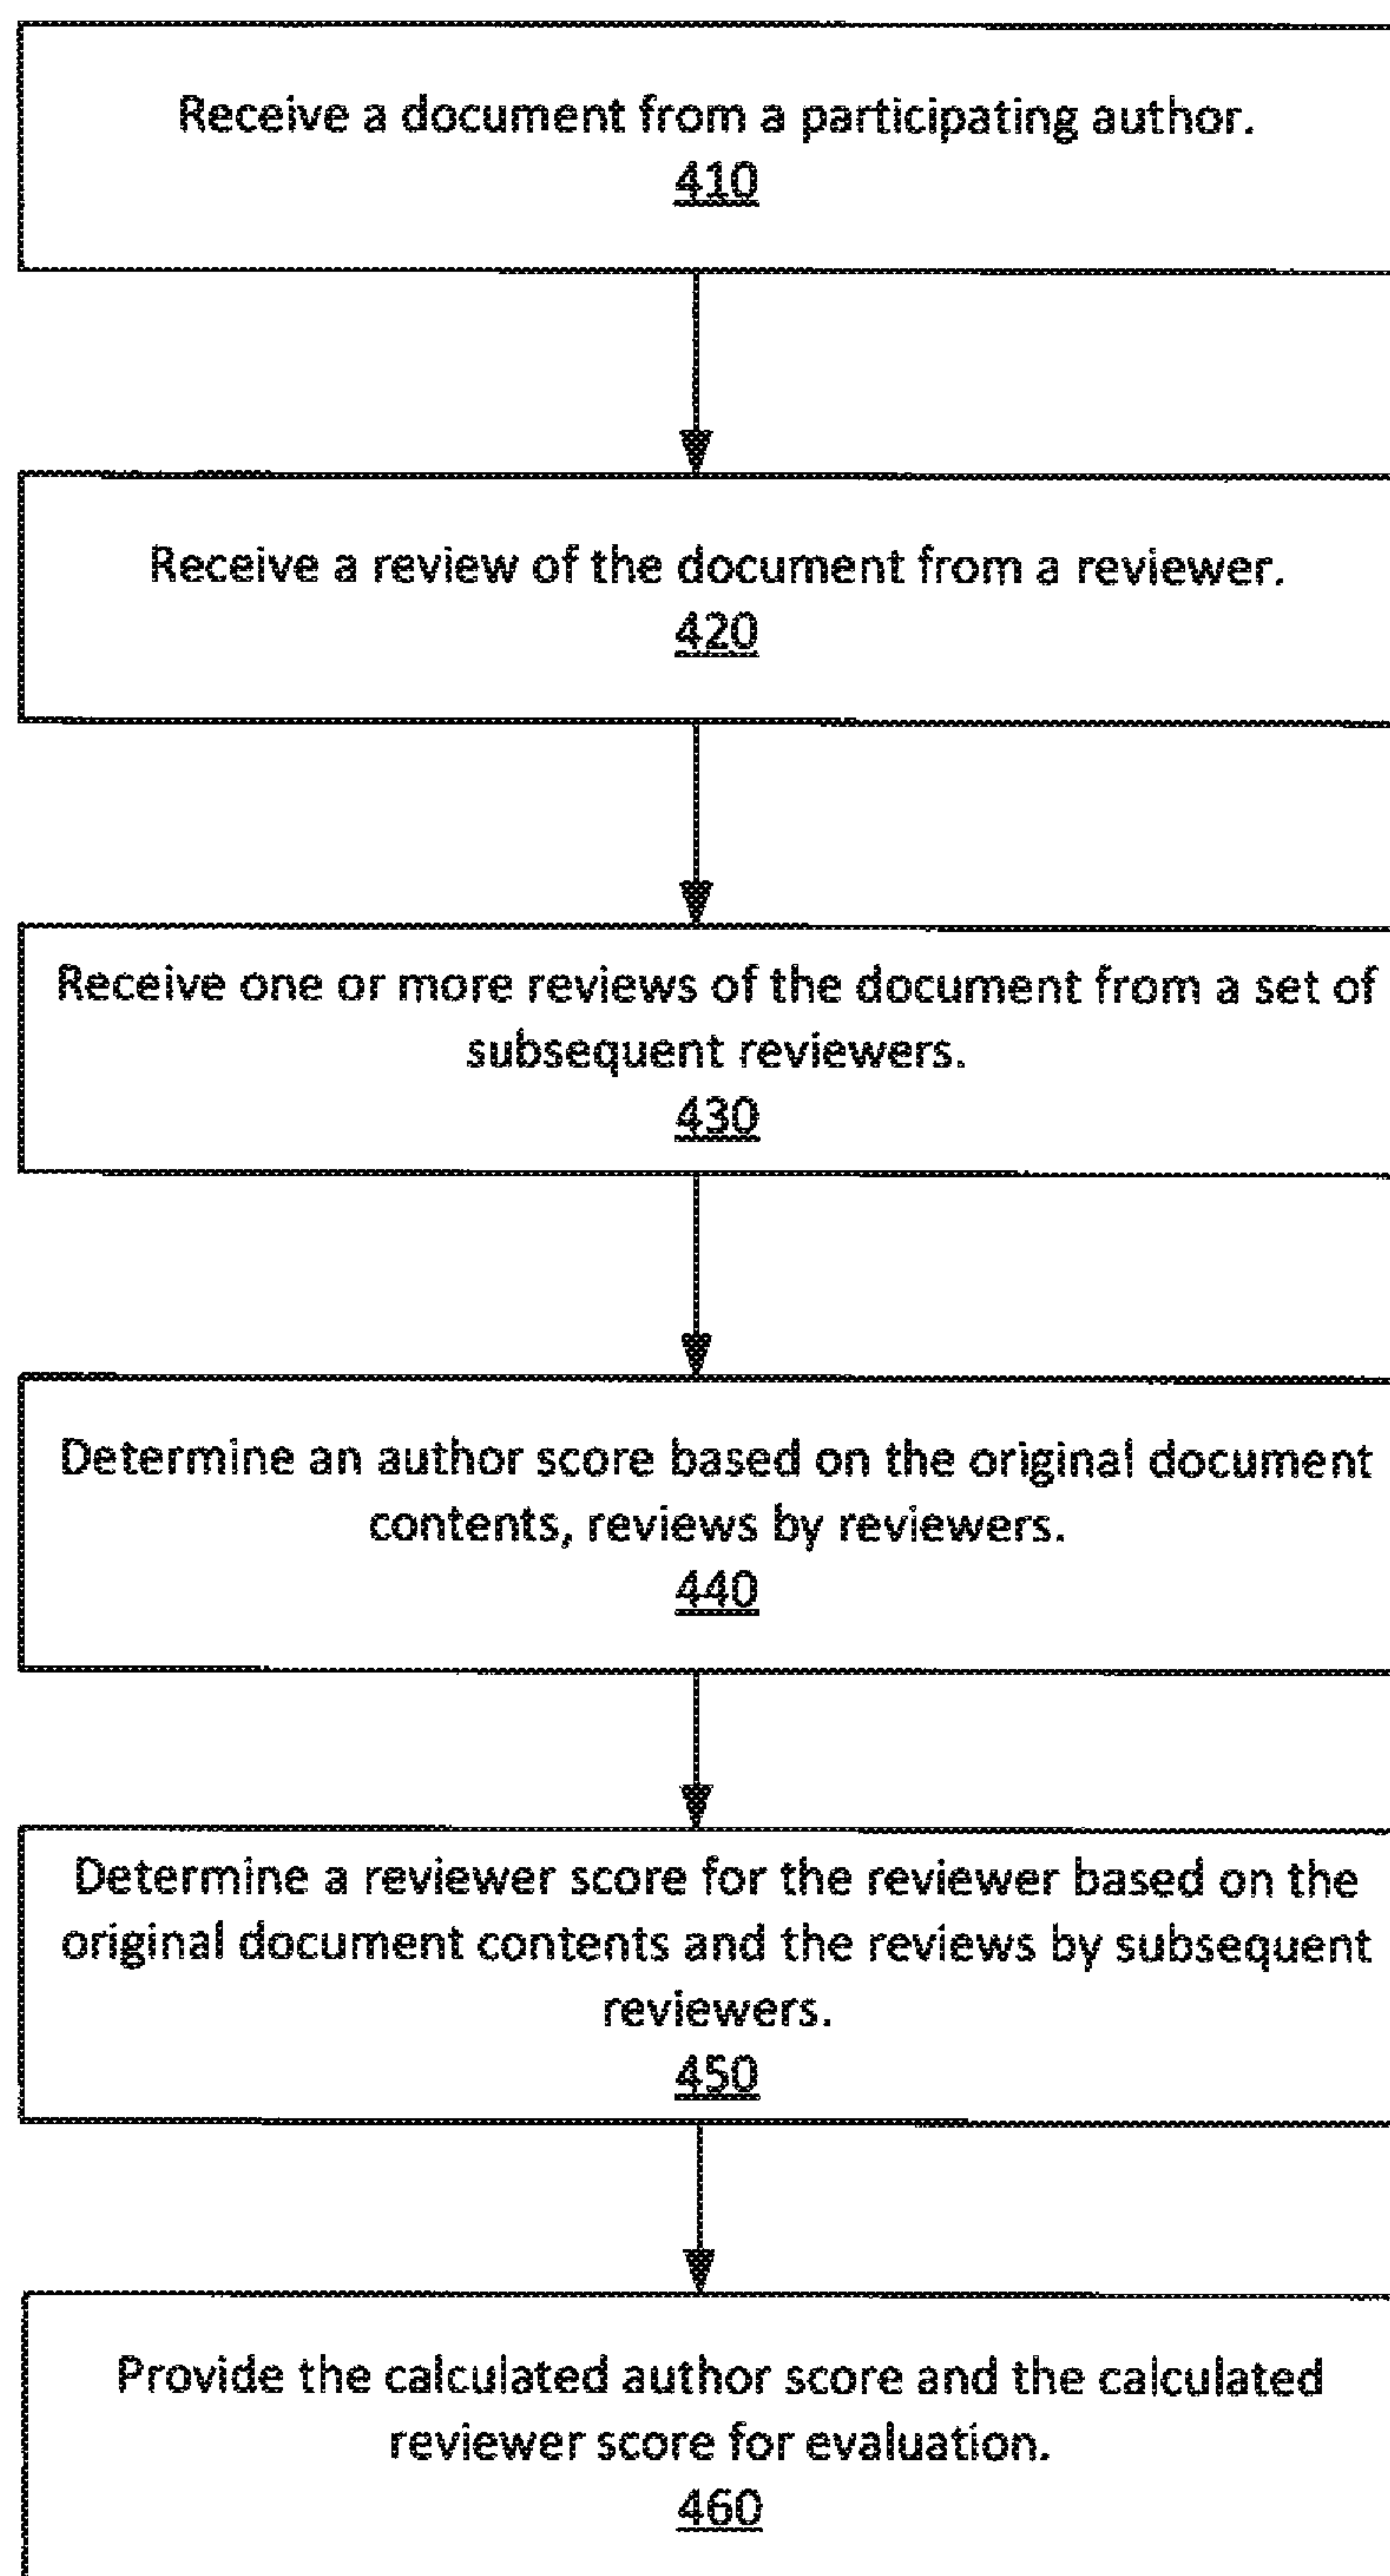 Receive a document from a participating author.
410
Receive a review of the document from a reviewer.
420
Receive one or more reviews of the document from a set of
subsequent reviewers.
430
Determine an author score based on the original document
contents, reviews by reviewers.
440
Determine a reviewer score for the reviewer based on the
original document contents and the reviews by subsequent
reviewers.
450
Provide the calculated author score and the calculated
reviewer score for evaluation.
460